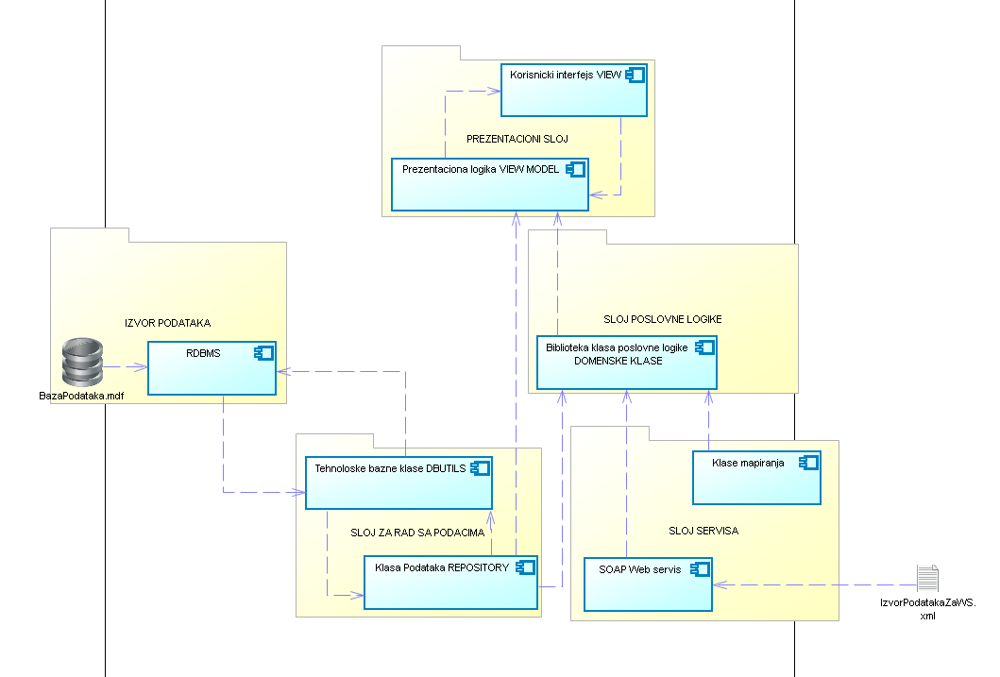 Korisnicki interfejs VIEW
PREZENTACIONI SLOJ
Prezentaciona logika VIEW MODEL
IZVOR PODATAKA
RDBMS
BazaPodataka.mdf
SLOJ POSLOVNE LOGIKE
Biblioteka klasa poslovne logike
DOMENSKE KLASE
Tehnoloske bazne klase DBUTILS
SLOJ ZA RAD SA PODACIMA
Klasa Podataka REPOSITORY
Klase mapiranja
SLOJ SERVISA
SOAP Web servis
IzvorPodatakaZaWS.
xml